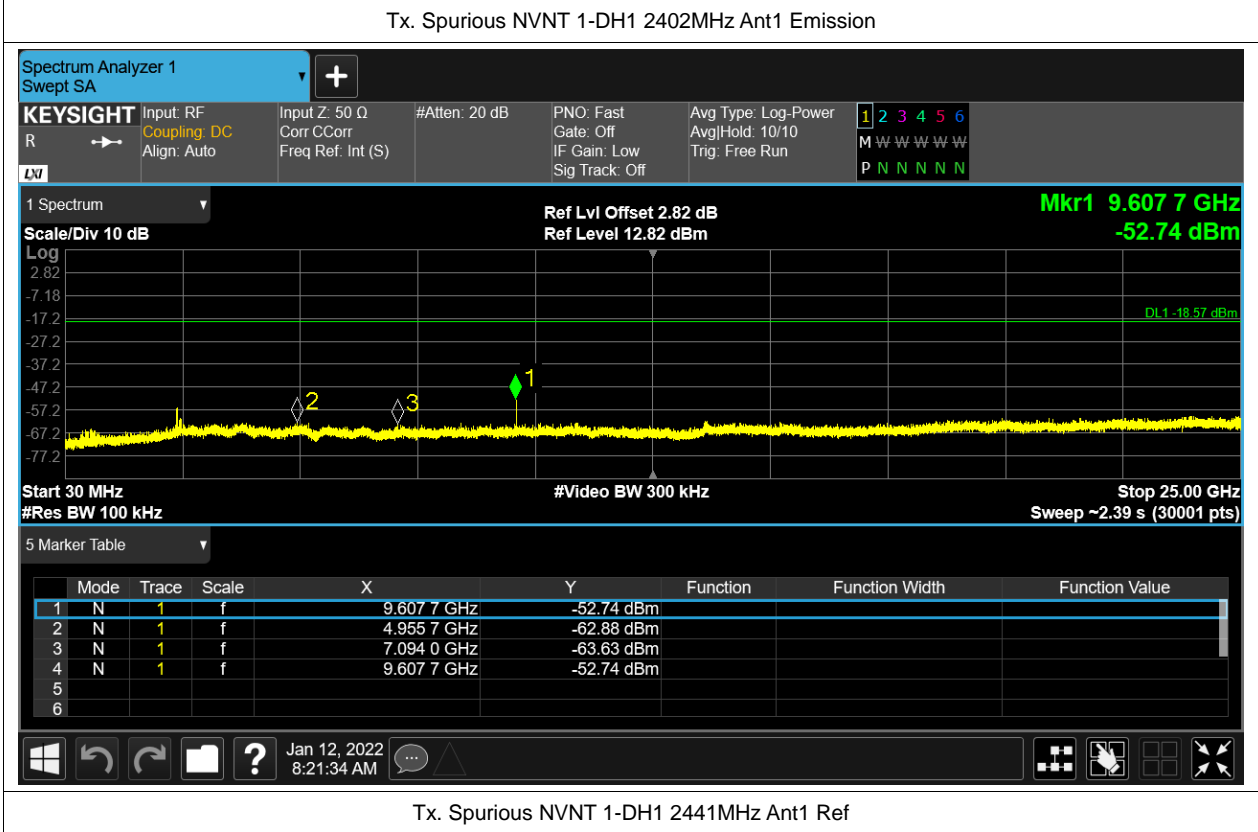 Tx. Spurious NVNT 1-DH1 2402MHz Ant1 Emission
Spectrum Analyzer 1
Swept SA
KEYSIGHT
R
LXI
Input: RF
Coupling: DC
Align: Auto
Input Z: 50 Ω
Corr CCorr
Freq Ref: Int (S)
#Atten: 20 dB
PNO: Fast
Gate: Off
IF Gain: Low
Sig Track: Off
Avg Type: Log-Power
Avg|Hold: 10/10
Trig: Free Run
1 2 3 4 5 6
M W W W W W
P N N N N N
1 Spectrum
Scale/Div 10 dB
Ref Lvl Offset 2.82 dB
Ref Level 12.82 dBm
Mkr1 9.607 7 GHz
-52.74 dBm
Log
2.82
-7.18
-17.2
-27.2
-37.2
-47.2
-57.2
-67.2
-77.2
DL1 -18.57 dBm
1
2
3
Start 30 MHz
#Res BW 100 kHz
#Video BW 300 kHz
Stop 25.00 GHz
Sweep ~2.39 s (30001 pts)
5 Marker Table
Mode Trace Scale X Y Function Function Width Function Value
1 N 1 f 9.607 7 GHz -52.74 dBm
2 N 1 f 4.955 7 GHz -62.88 dBm
3 N 1 f 7.094 0 GHz -63.63 dBm
4 N 1 f 9.607 7 GHz -52.74 dBm
5
6
?
Jan 12, 2022
8:21:34 AM
Tx. Spurious NVNT 1-DH1 2441MHz Ant1 Ref